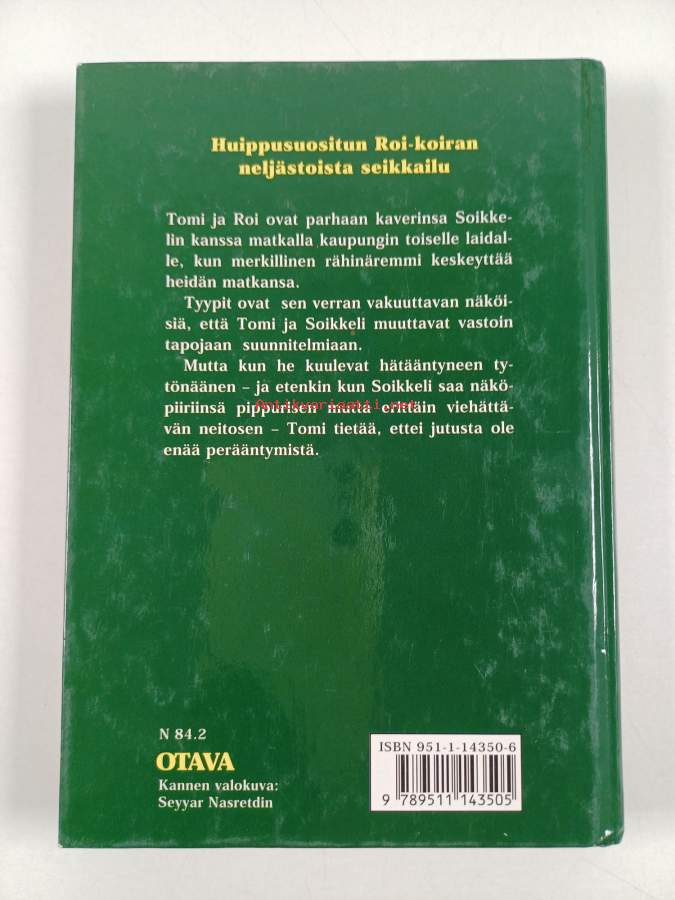 Huippusuositun Roi-koiran
neljästoista seikkailu
Tomi ja Roi ovat parhaan kaverinsa Soikke-
lin kanssa matkalla kaupungin toiselle laidal-
le, kun merkillinen rähinäremmi keskeyttää
heidän matkansa.
Tyypit ovat sen verran vakuuttavan näköi-
siä, että Tomi ja Soikkeli muuttavat vastoin
tapojaan suunnitelmiaan.
Mutta kun he kuulevat hätääntyneen ty-
tönäänen – ja etenkin kun Soikkeli saa näkö-
piiriinsä pippurisen mutta erittäin viehättä-
Antikvariaatti.net
vän neitosen – Tomi tietää, ettei jutusta ole
enää perääntymistä.
N 84.2
OTAVA
Kannen valokuva:
Seyyar Nasretdin
ISBN 951-1-14350-6
9 789511 143505